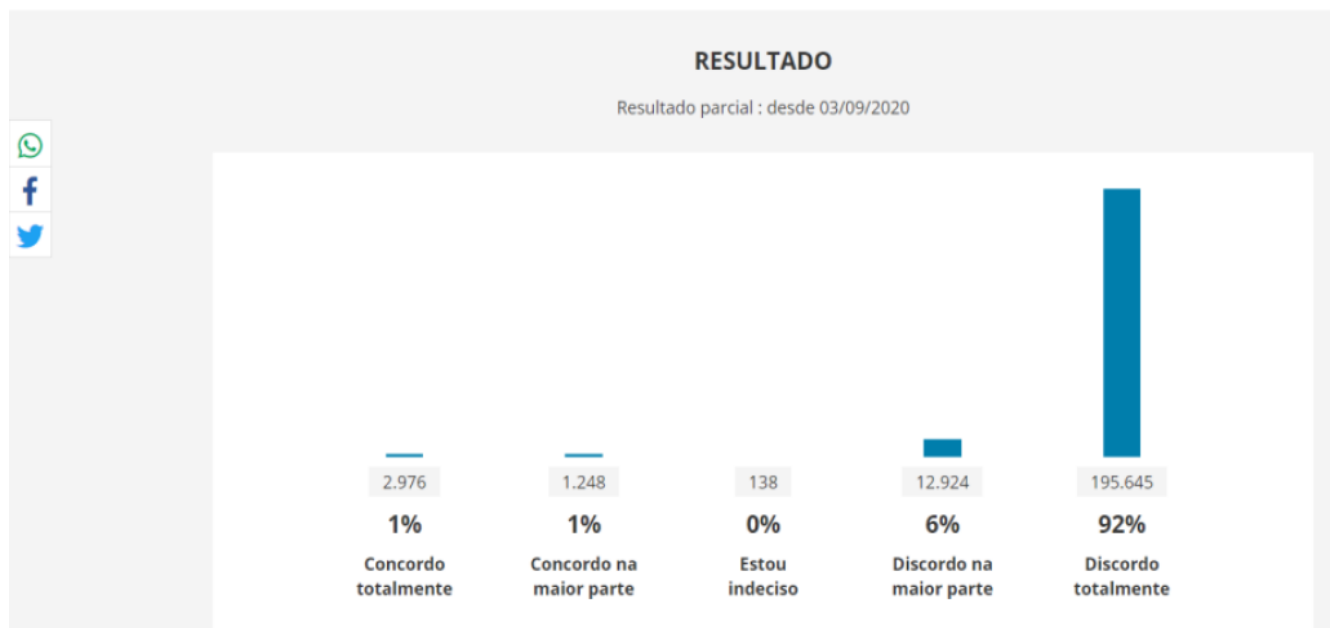 RESULTADO
Resultado parcial : desde 03/09/2020
2.976
1.248
138
12.924
195.645
1%
1%
0%
6%
92%
Concordo
totalmente
Concordo na
maior parte
Estou
indeciso
Discordo na
maior parte
Discordo
totalmente